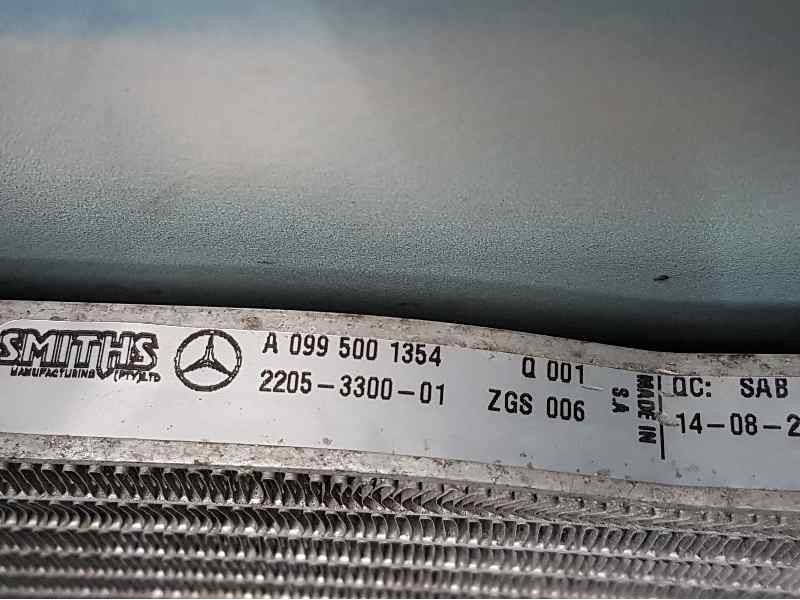 SMITHS
MANUFACTURING (PTY) LTD
A 099 500 1354
2205-3300-01
Q 001
ZGS 006
MADE IN
S.A
QC: SAB
14-08-2